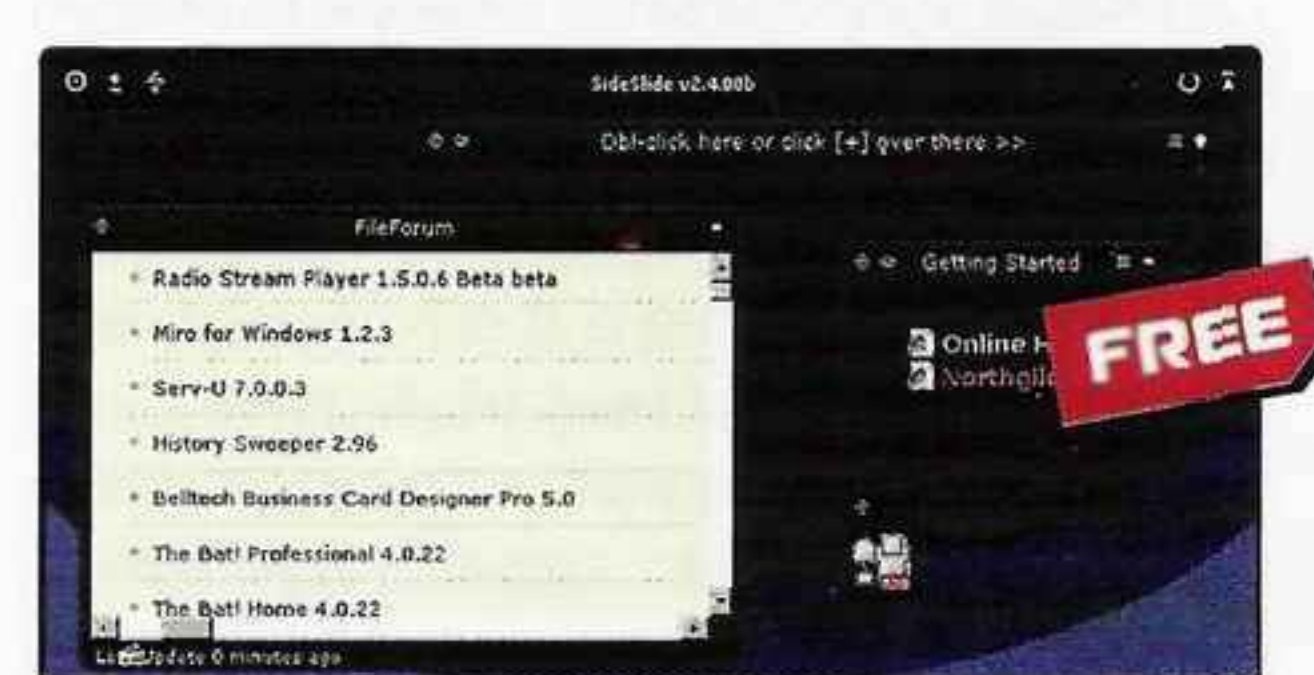 SideSlide v2.4.00b
Dbl-click here or click [+] over there >>
FileForum
Radio Stream Player 1.5.0.6 Beta beta
Miro for Windows 1.2.3
Serv-U 7.0.0.3
History Sweeper 2.96
Belltech Business Card Designer Pro 5.0
The Bat! Professional 4.0.22
The Bat! Home 4.0.22
Update 0 minutes ago
Getting Started
Online H
FREE